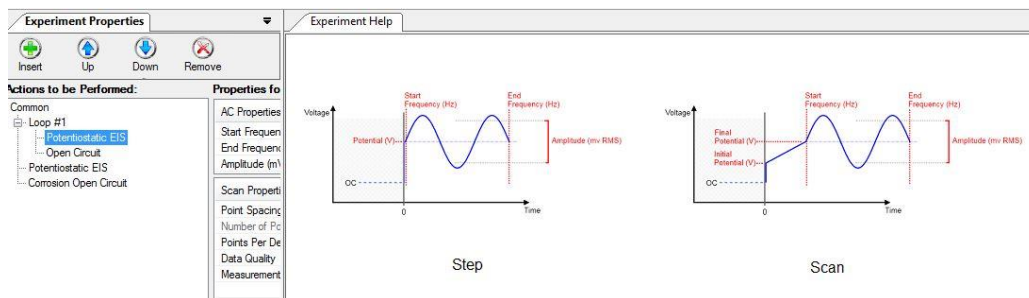 Experiment Properties
Insert Up Down Remove
Actions to be Performed:
Common
Loop #1
Potentiostatic EIS
Open Circuit
Potentiostatic EIS
Corrosion Open Circuit
Properties fo
AC Properties
Start Frequen
End Frequenc
Amplitude (m\
Scan Properti
Point Spacing
Number of Po
Points Per De
Data Quality
Measurement
Experiment Help
Voltage
Start
Frequency (Hz)
End
Frequency (Hz)
Potential (V)
Amplitude (mv RMS)
OC
0
Time
Step
Voltage
Start
Frequency (Hz)
End
Frequency (Hz)
Final
Potential (V)
Initial
Potential (V)
Amplitude (mv RMS)
OC
0
Time
Scan